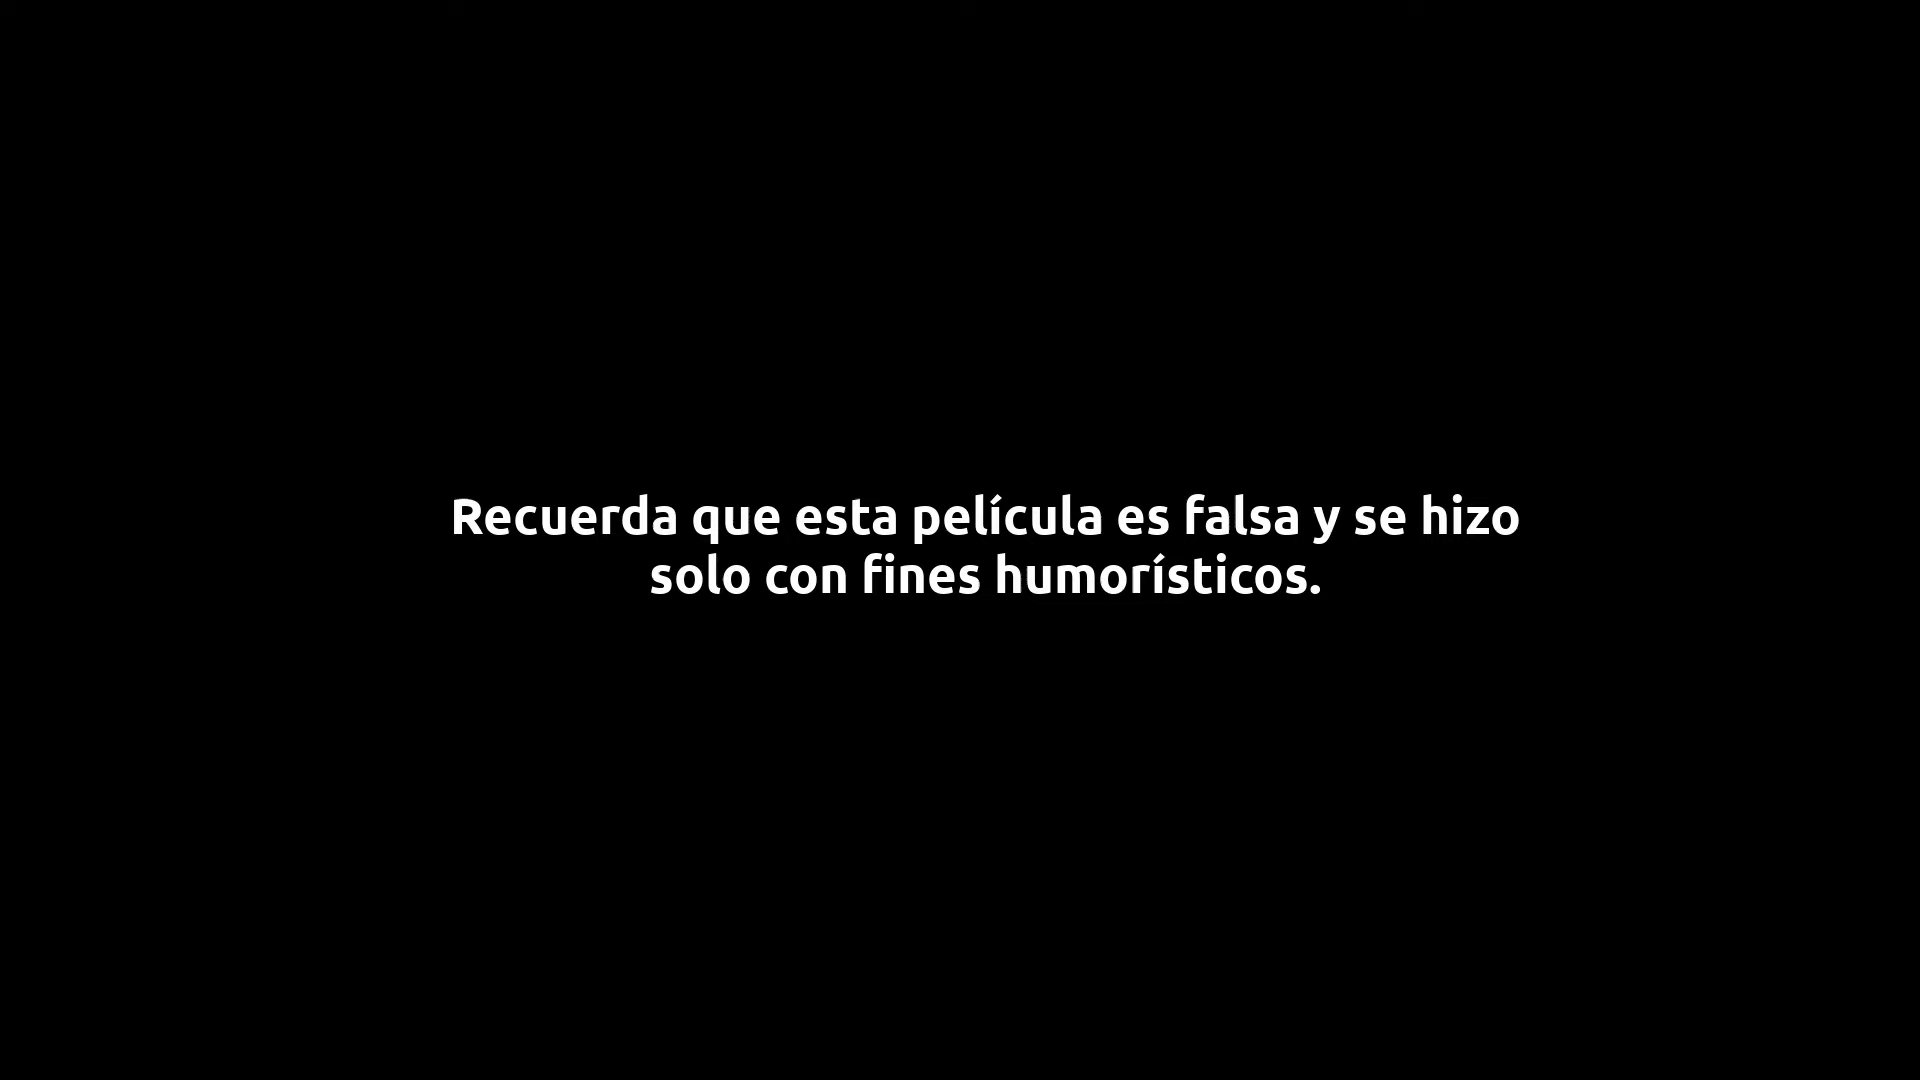 Recuerda que esta película es falsa y se hizo
solo con fines humorísticos.